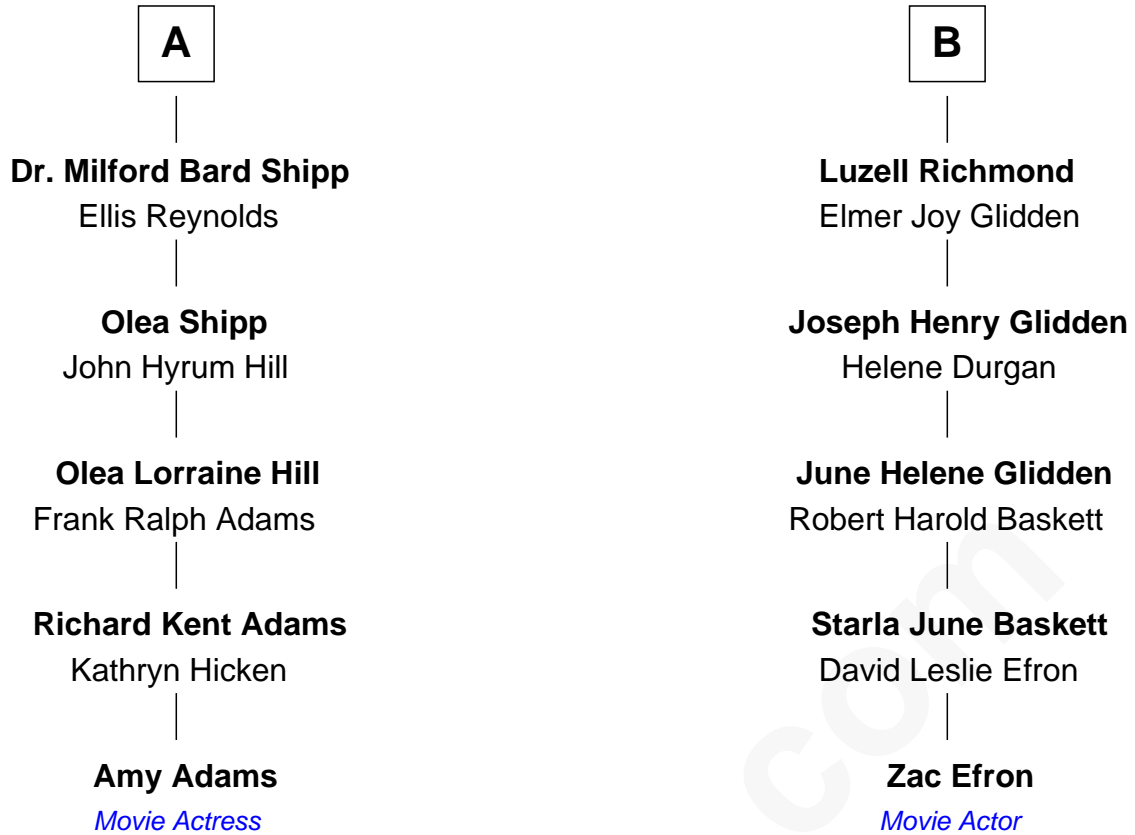 A
Dr. Milford Bard Shipp
Ellis Reynolds
Olea Shipp
John Hyrum Hill
Olea Lorraine Hill
Frank Ralph Adams
Richard Kent Adams
Kathryn Hicken
Amy Adams
Movie Actress
B
Luzell Richmond
Elmer Joy Glidden
Joseph Henry Glidden
Helene Durgan
June Helene Glidden
Robert Harold Baskett
Starla June Baskett
David Leslie Efron
Zac Efron
Movie Actor
com